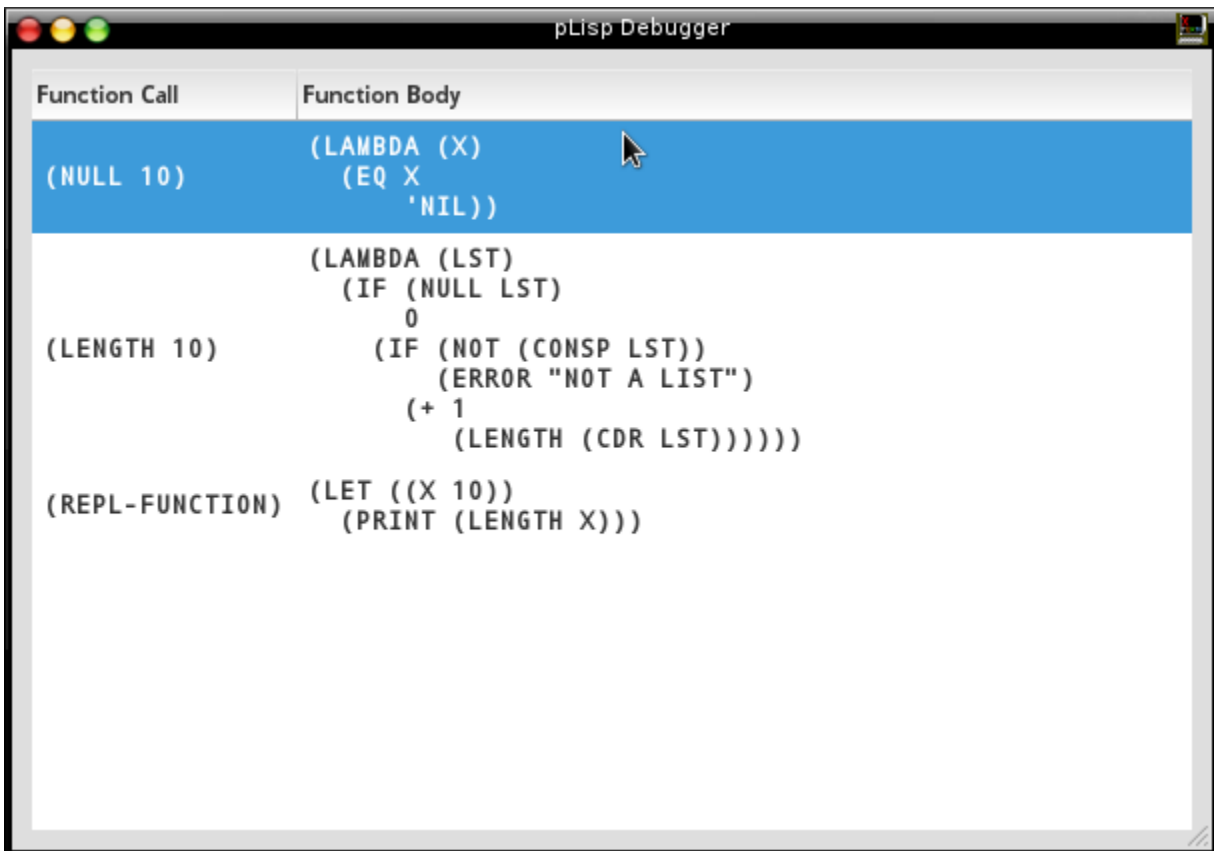 pLisp Debugger
Function Call Function Body
(NULL 10)
(LAMBDA (X)
(EQ X
'NIL))
(LENGTH 10)
(LAMBDA (LST)
(IF (NULL LST)
0
(IF (NOT (CONSP LST))
(ERROR "NOT A LIST")
(+ 1
(LENGTH (CDR LST))))))
(REPL-FUNCTION)
(LET ((X 10))
(PRINT (LENGTH X)))